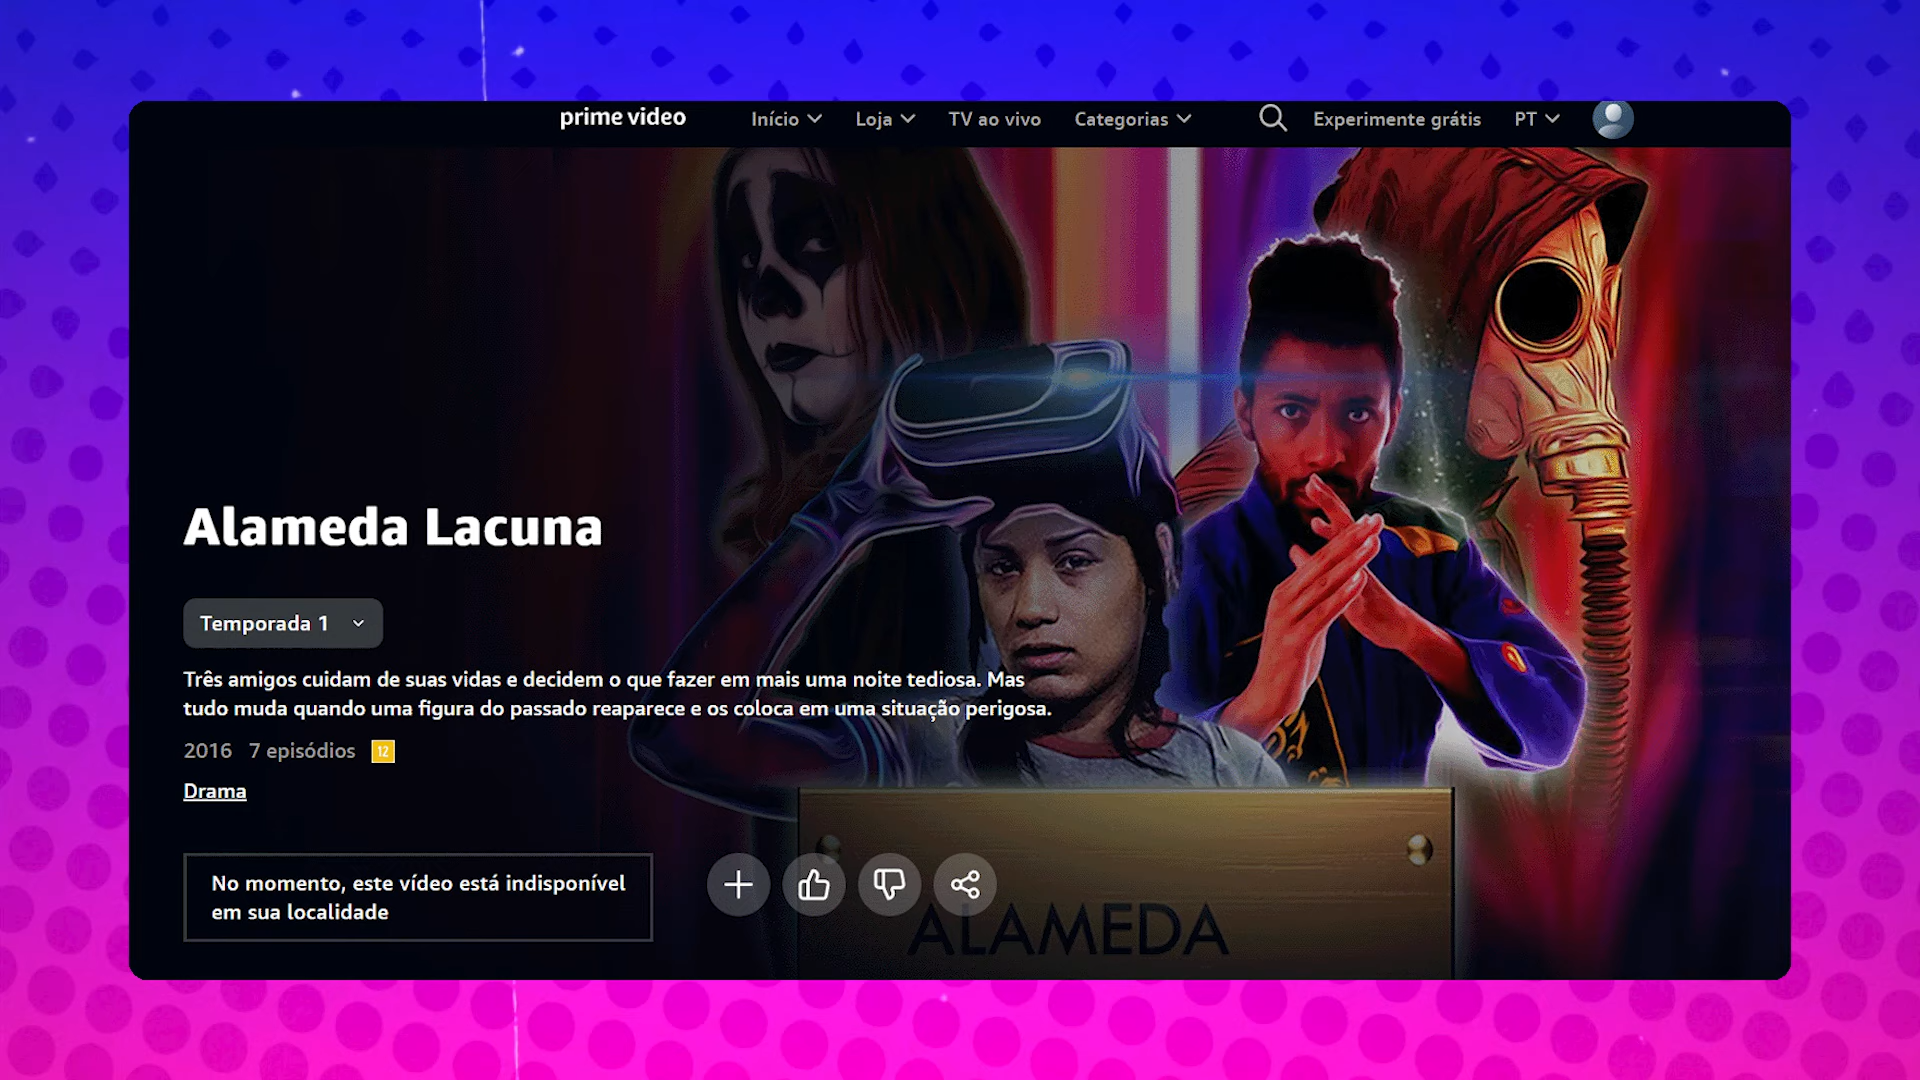 prime video
Início
Loja
TV ao vivo
Categorias
Experimente grátis
PT
Alameda Lacuna
Temporada 1
Três amigos cuidam de suas vidas e decidem o que fazer em mais uma noite tediosa. Mas
tudo muda quando uma figura do passado reaparece e os coloca em uma situação perigosa.
2016 7 episódios 12
Drama
No momento, este vídeo está indisponível
em sua localidade
ALAMEDA